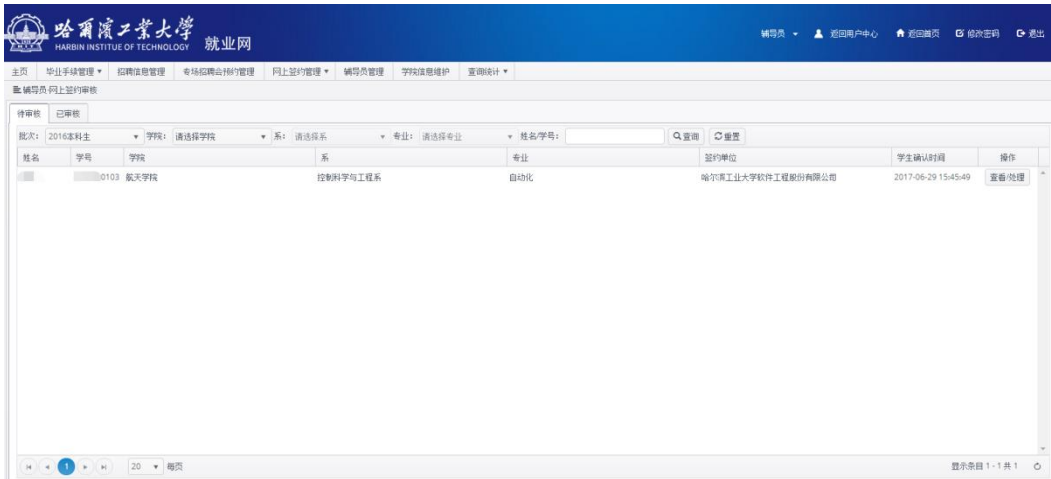 哈爾濱工業大學 就业网
HARBIN INSTITUE OF TECHNOLOGY
辅导员 返回用户中心 返回首页 修改密码 退出
主页 毕业手续管理 招聘信息管理 专场招聘会预约管理 网上签约管理 辅导员管理 学院信息维护 查询统计
辅导员-网上签约审核
待审核 已审核
批次: 2016本科生 学院: 请选择学院 系: 请选择系 专业: 请选择专业 姓名/学号: 查询 重置
姓名 学号 学院 系 专业 签约单位 学生确认时间 操作
0103 航天学院 控制科学与工程系 自动化 哈尔滨工业大学软件工程股份有限公司 2017-06-29 15:45:49 查看/处理
1 20 每页 显示条目 1 - 1 共 1